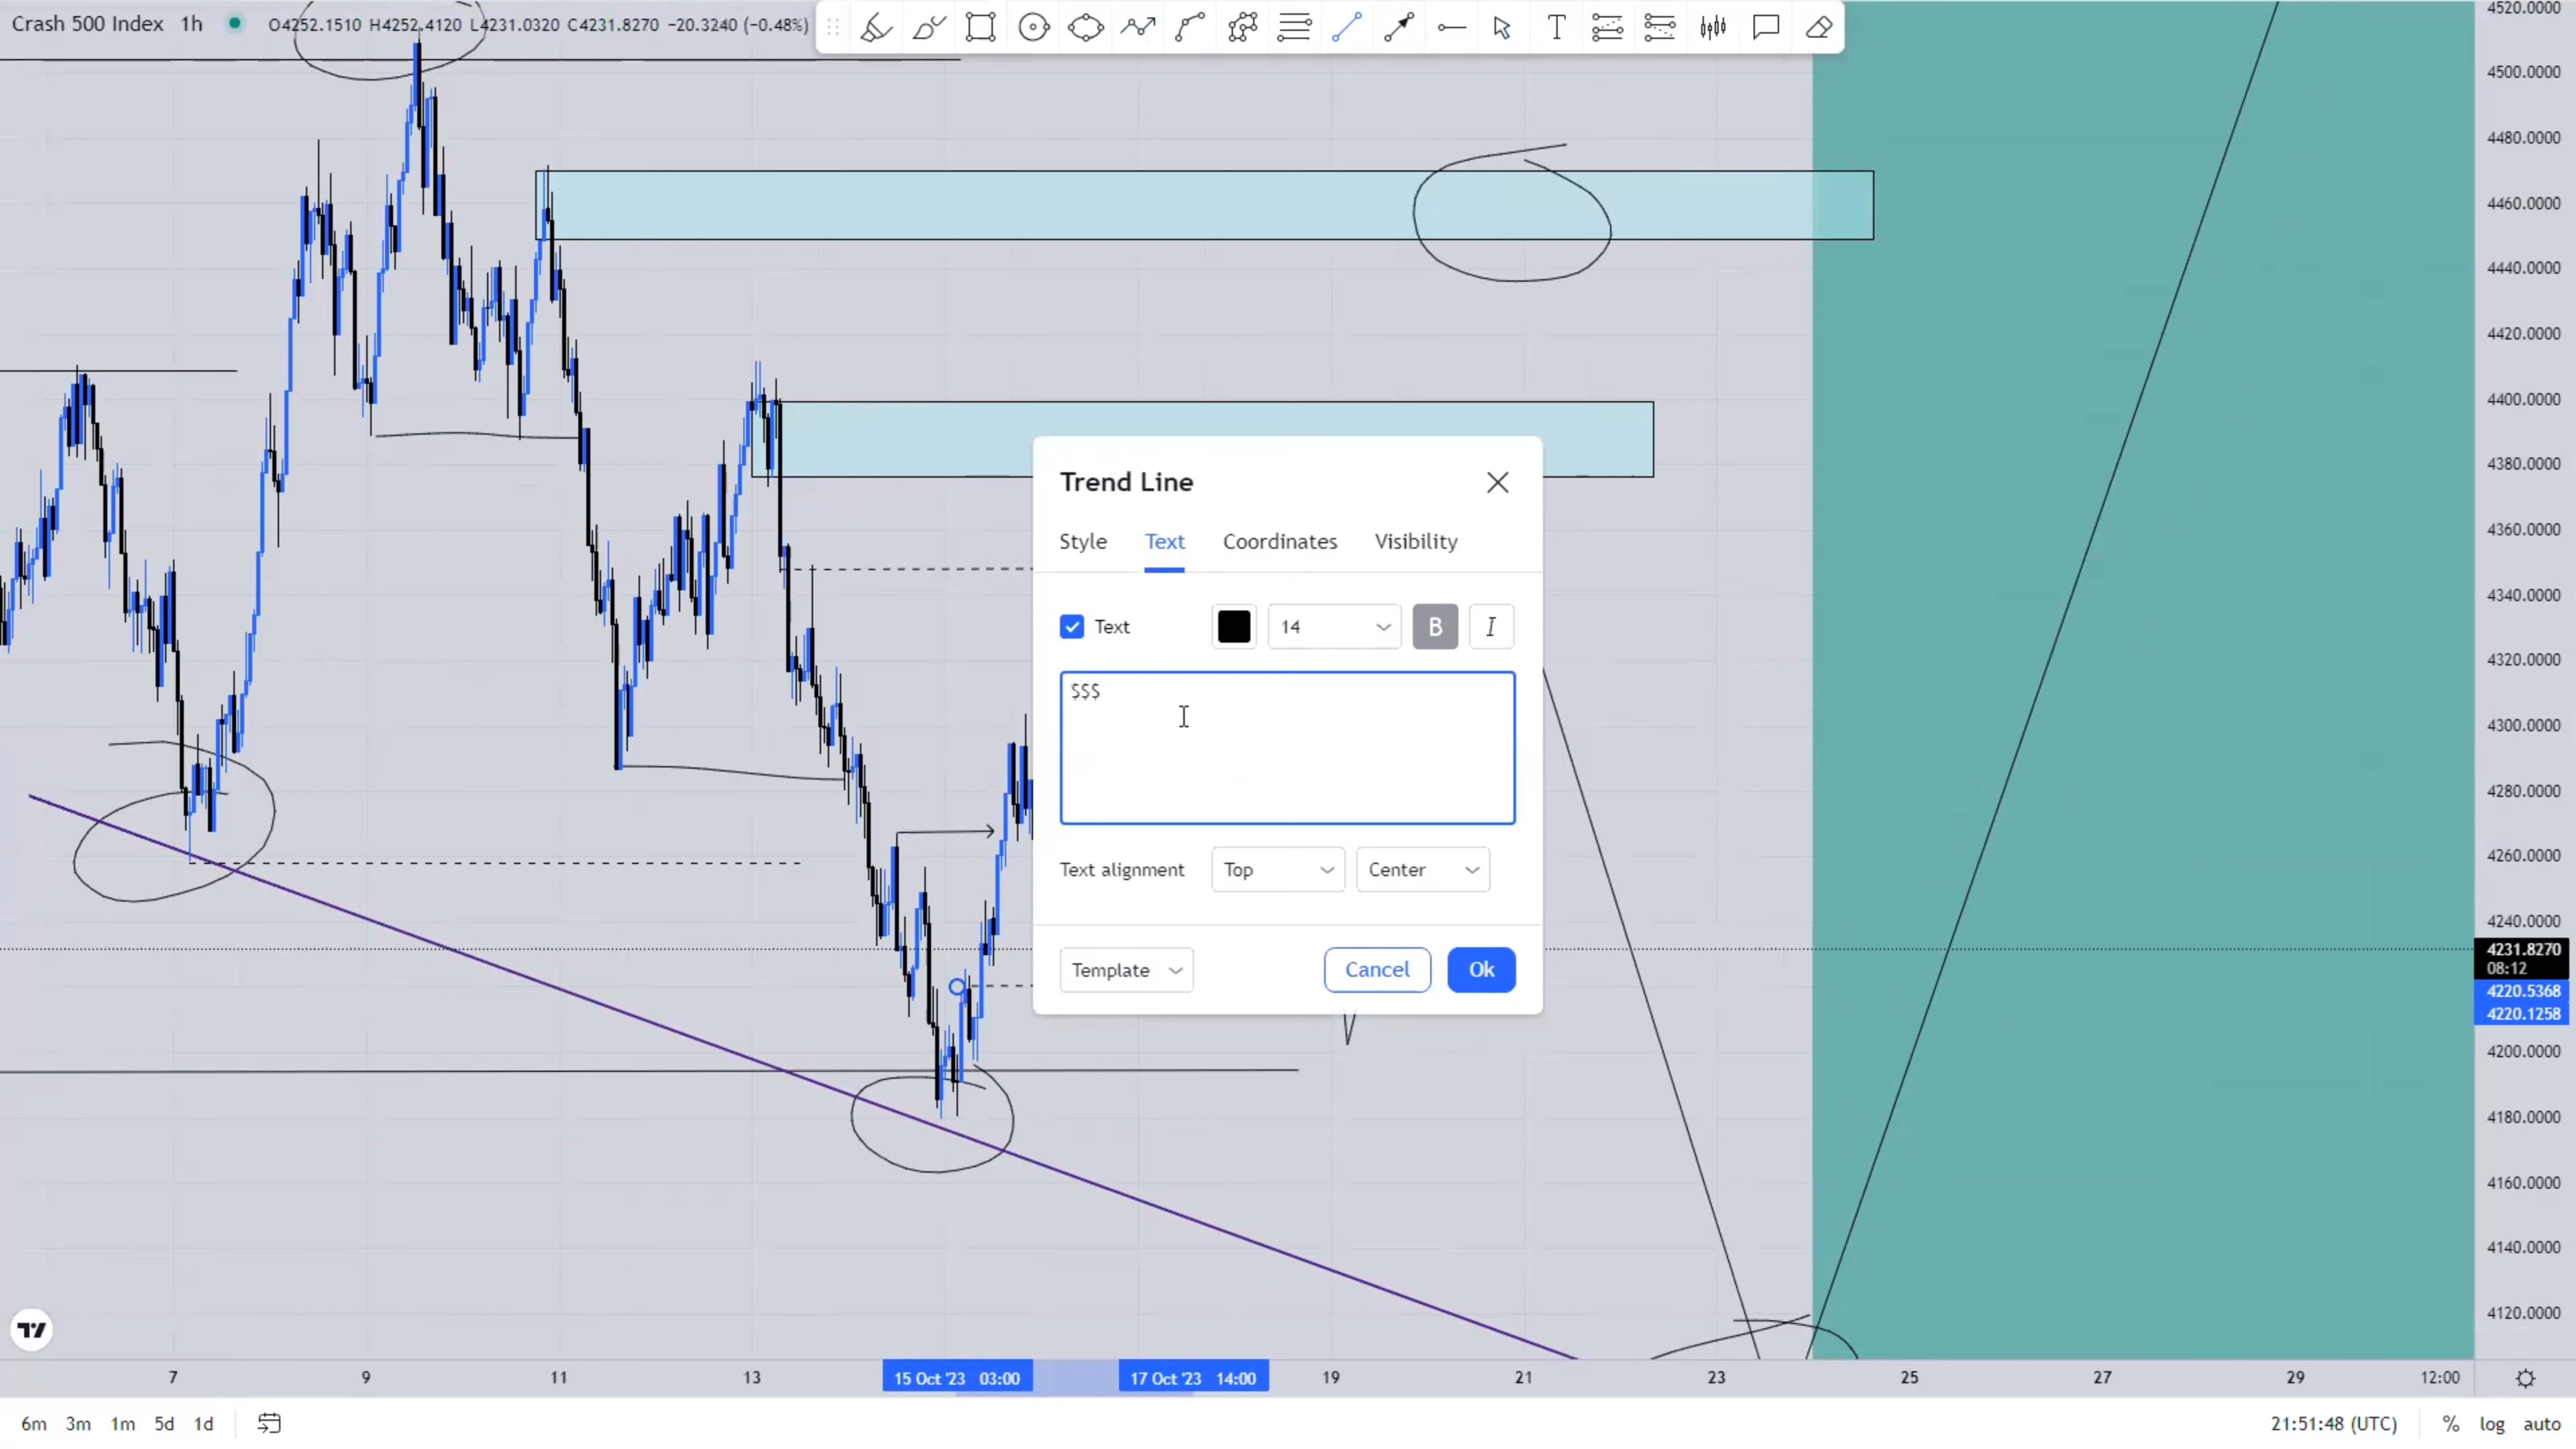 Crash 500 Index 1h O4252.1510 H4252.4120 L4231.0320 C4231.8270 −20.3240 (−0.48%)
T
4520.0000
4500.0000
4480.0000
4460.0000
4440.0000
4420.0000
4400.0000
4380.0000
4360.0000
4340.0000
4320.0000
4300.0000
4280.0000
4260.0000
4240.0000
4231.8270
08:12
4220.5368
4220.1258
4200.0000
4180.0000
4160.0000
4140.0000
4120.0000
Trend Line
Style Text Coordinates Visibility
Text 14 B I
$$$
Text alignment Top Center
Template Cancel Ok
7 9 11 13 15 Oct '23 03:00 17 Oct '23 14:00 19 21 23 25 27 29 12:00
6m 3m 1m 5d 1d 21:51:48 (UTC) % log auto